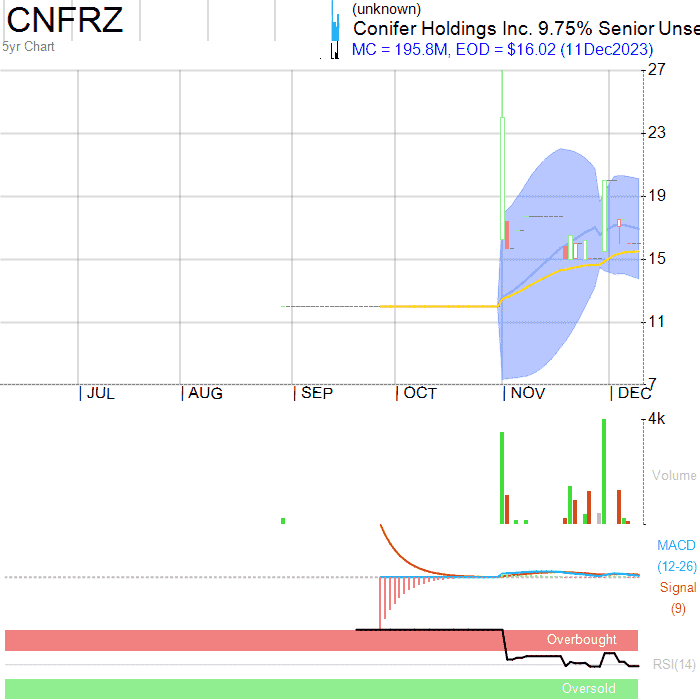 CNFRZ
(unknown)
Conifer Holdings Inc. 9.75% Senior Unse
5yr Chart
MC = 195.8M, EOD = $16.02 (11Dec2023)
27
23
19
15
11
7
JUL AUG SEP OCT NOV DEC
4k
Volume
MACD
(12-26)
Signal
(9)
Overbought
RSI(14)
Oversold